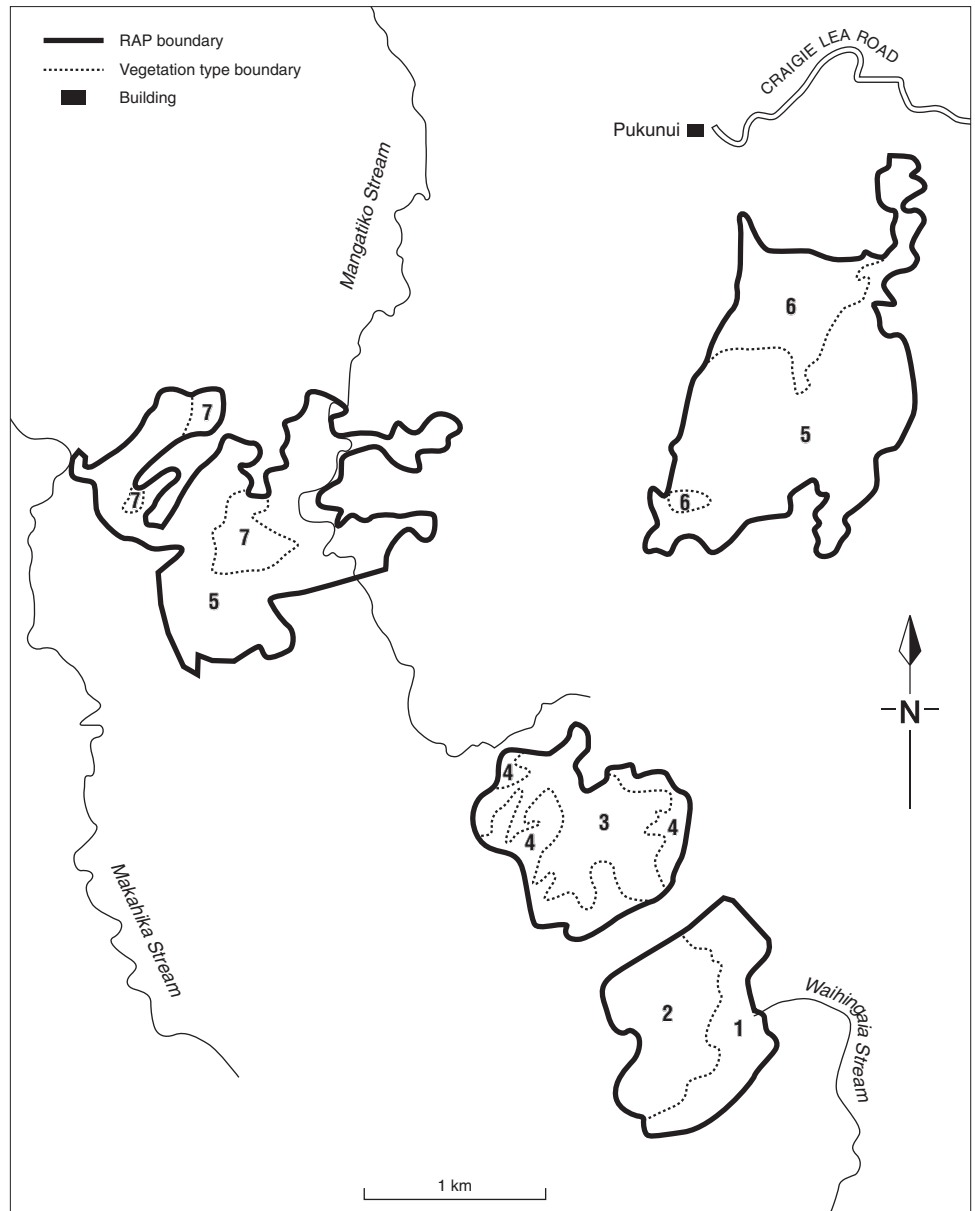 RAP boundary
Vegetation type boundary
Building
CRAIGIE LEA ROAD
Pukunui
Mangatiko Stream
6
7
5
7
6
7
5
4
3
4
4
N
Makahika Stream
Waihingaia Stream
2
1
1 km